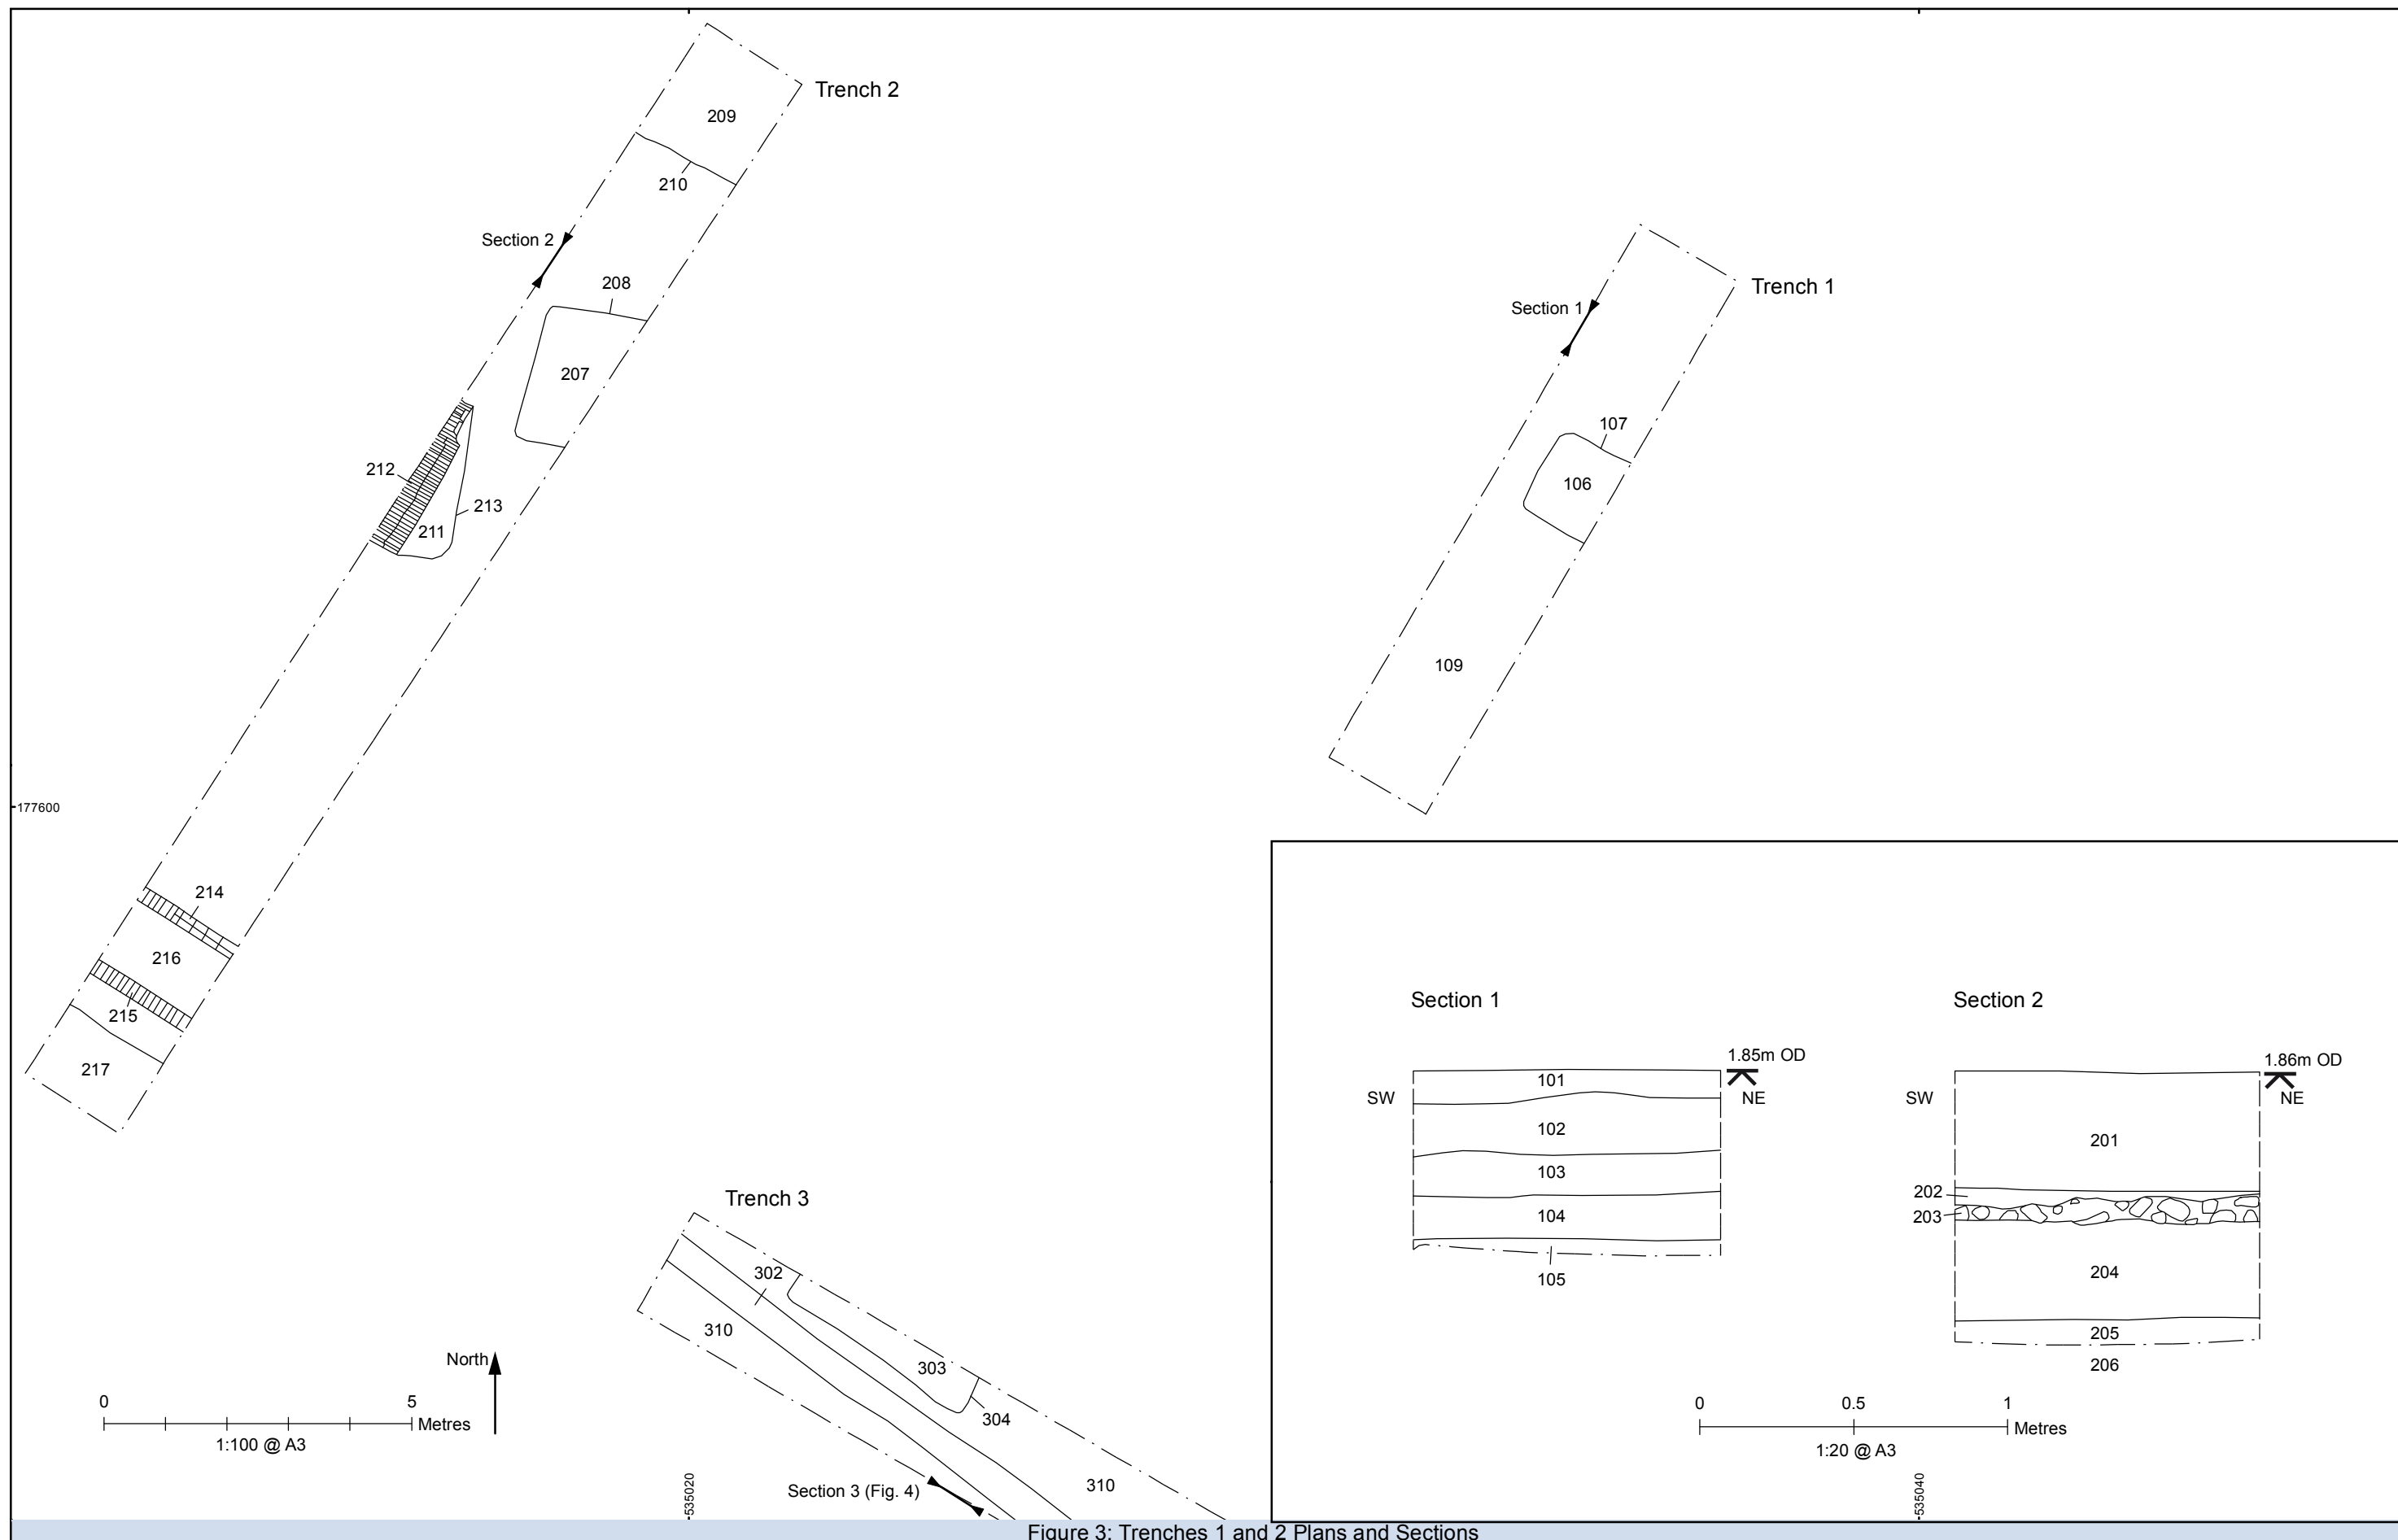 Trench 2
209
210
Section 2
208
207
212
213
211
214
216
215
217
177600
Trench 1
Section 1
107
106
109
Trench 3
302
310
303
304
310
Section 3 (Fig. 4)
North
0 5
Metres
1:100 @ A3
535020
Section 1
1.85m OD
SW
NE
101
102
103
104
105
Section 2
1.86m OD
SW
NE
201
202
203
204
205
206
0 0.5 1
Metres
1:20 @ A3
535040
Figure 3: Trenches 1 and 2 Plans and Sections